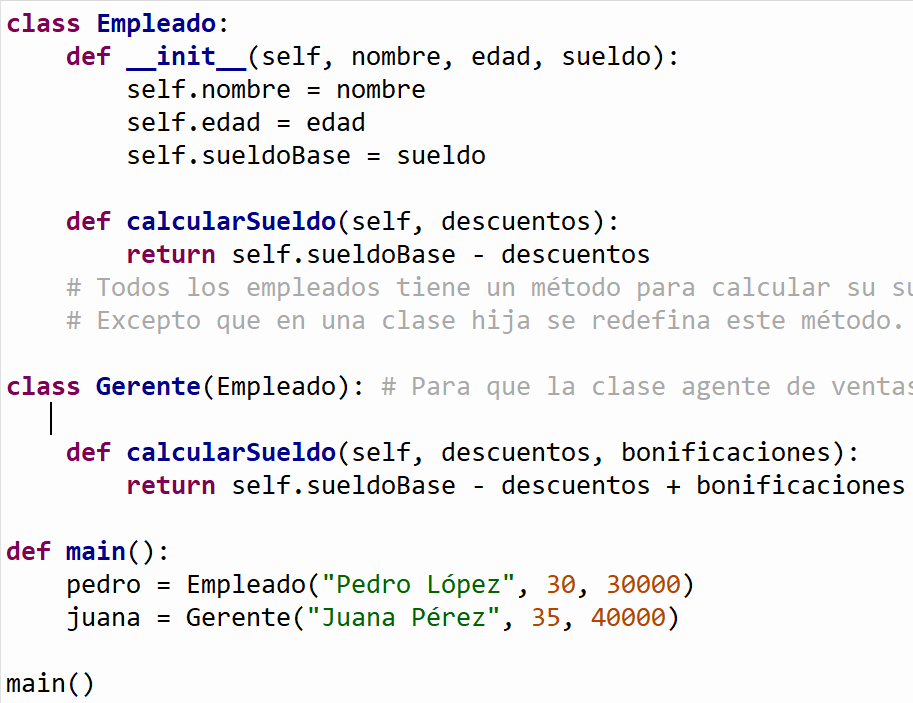 class Empleado:
    def __init__(self, nombre, edad, sueldo):
        self.nombre = nombre
        self.edad = edad
        self.sueldoBase = sueldo
    def calcularSueldo(self, descuentos):
        return self.sueldoBase - descuentos
    # Todos los empleados tiene un método para calcular su
    # Excepto que en una clase hija se redefina este método.
class Gerente(Empleado): # Para que la clase agente de ventas
    def calcularSueldo(self, descuentos, bonificaciones):
        return self.sueldoBase - descuentos + bonificaciones
def main():
    pedro = Empleado("Pedro López", 30, 30000)
    juana = Gerente("Juana Pérez", 35, 40000)
main()